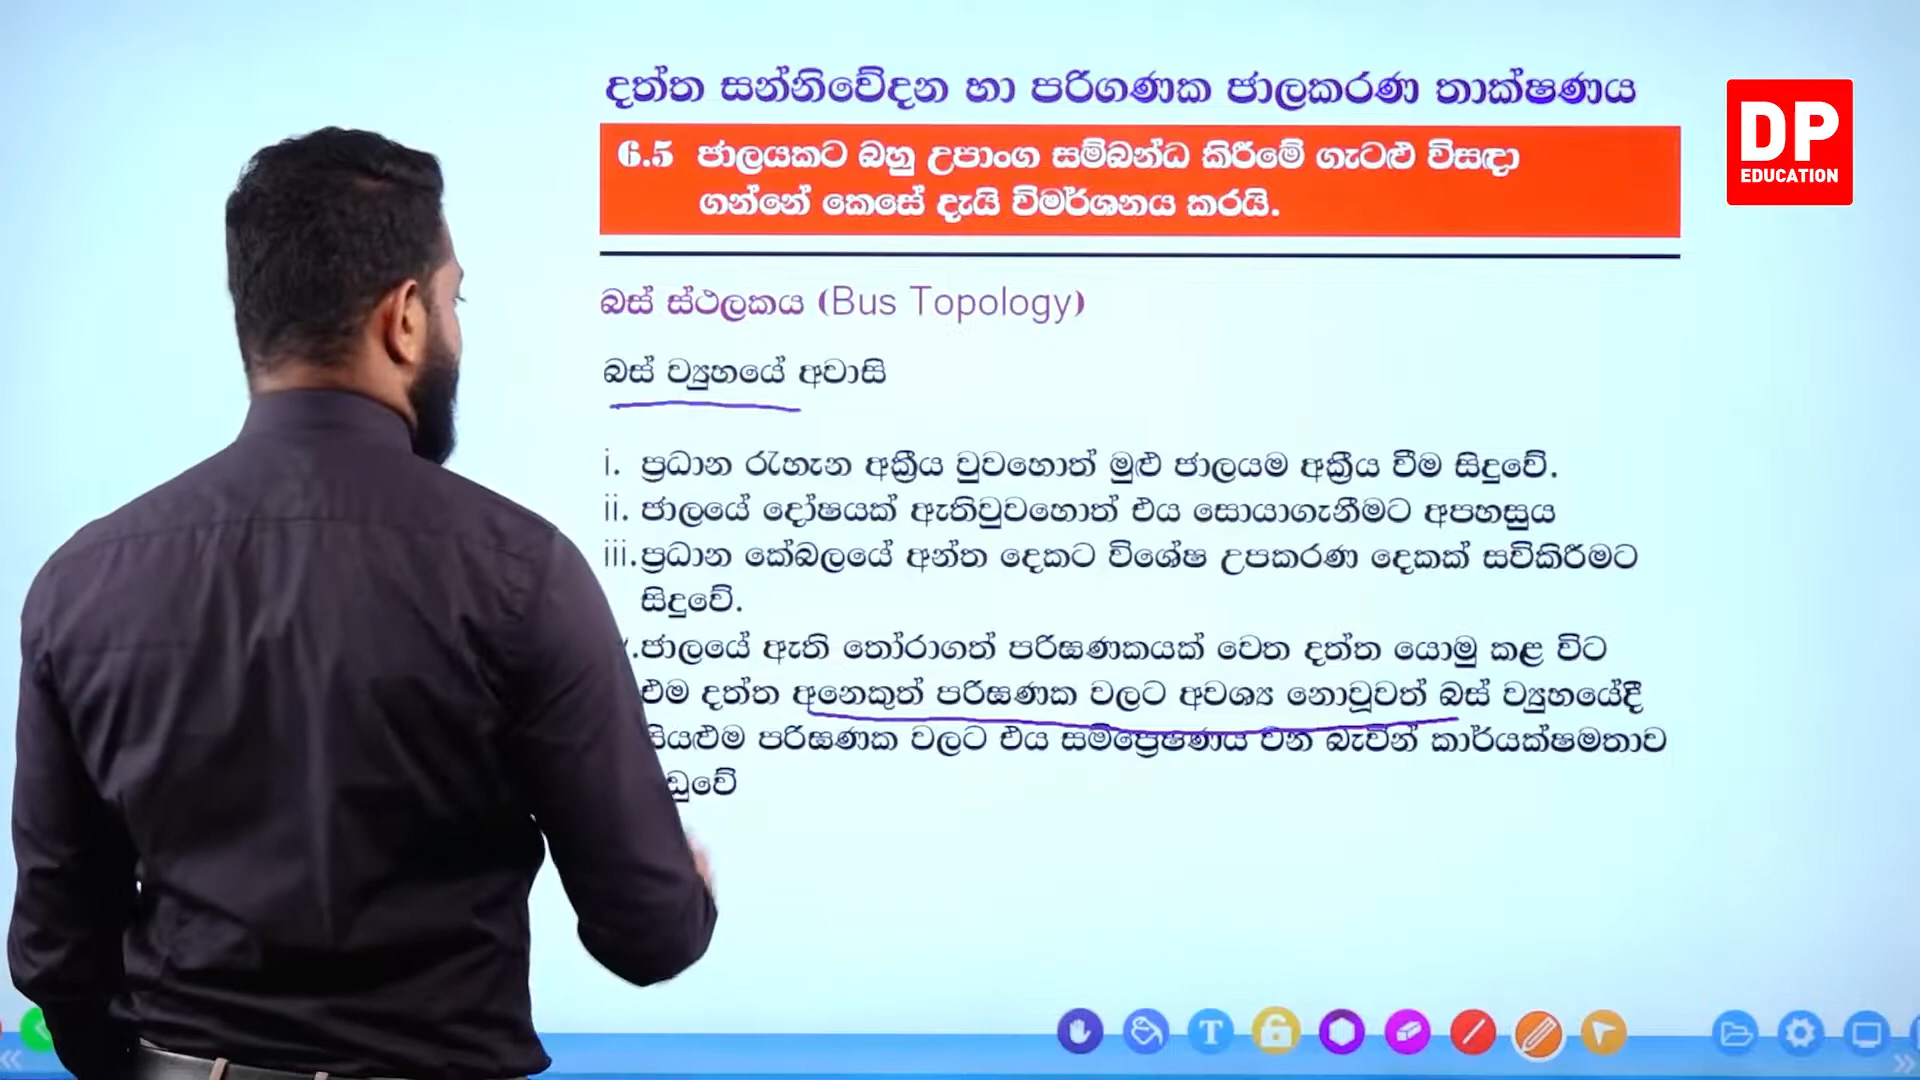 දත්ත සන්නිවේදන හා පරිගණක ජාලකරණ තාක්ෂණය
6.5 ජාලයකට බහු උපාංග සම්බන්ධ කිරීමේ ගැටළු විසඳා
ගන්නේ කෙසේ දැයි විමර්ශනය කරයි.
DP
EDUCATION
බස් ස්ථලකය (Bus Topology)
බස් ව්‍යුහයේ අවාසි
i. ප්‍රධාන රැහැන අක්‍රීය වුවහොත් මුළු ජාලයම අක්‍රීය වීම සිදුවේ.
ii. ජාලයේ දෝෂයක් ඇතිවුවහොත් එය සොයාගැනීමට අපහසුය
iii. ප්‍රධාන කේබලයේ අන්ත දෙකට විශේෂ උපකරණ දෙකක් සවිකිරීමට
සිදුවේ.
ජාලයේ ඇති තෝරාගත් පරිඝණකයක් වෙත දත්ත යොමු කළ විට
එම දත්ත අනෙකුත් පරිඝණක වලට අවශ්‍ය නොවූවත් බස් ව්‍යුහයේදී
සියළුම පරිඝණක වලට එය සම්ප්‍රේෂණය වන බැවින් කාර්යක්ෂමතාව